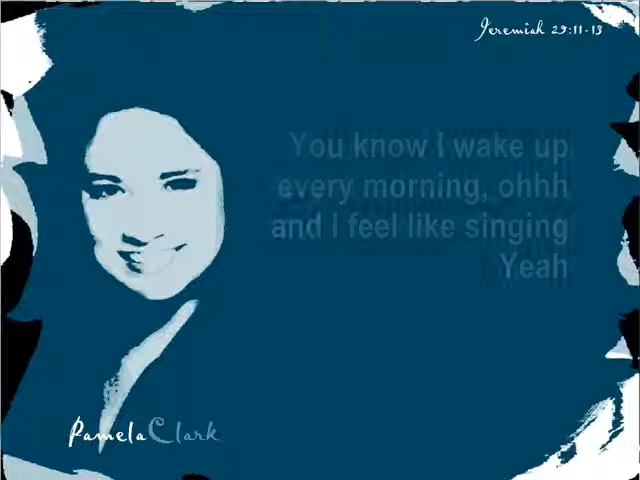 Jeremiah 29:11-13
You know I wake up
every morning, ohhh
and I feel like singing
Yeah
PamelaClark